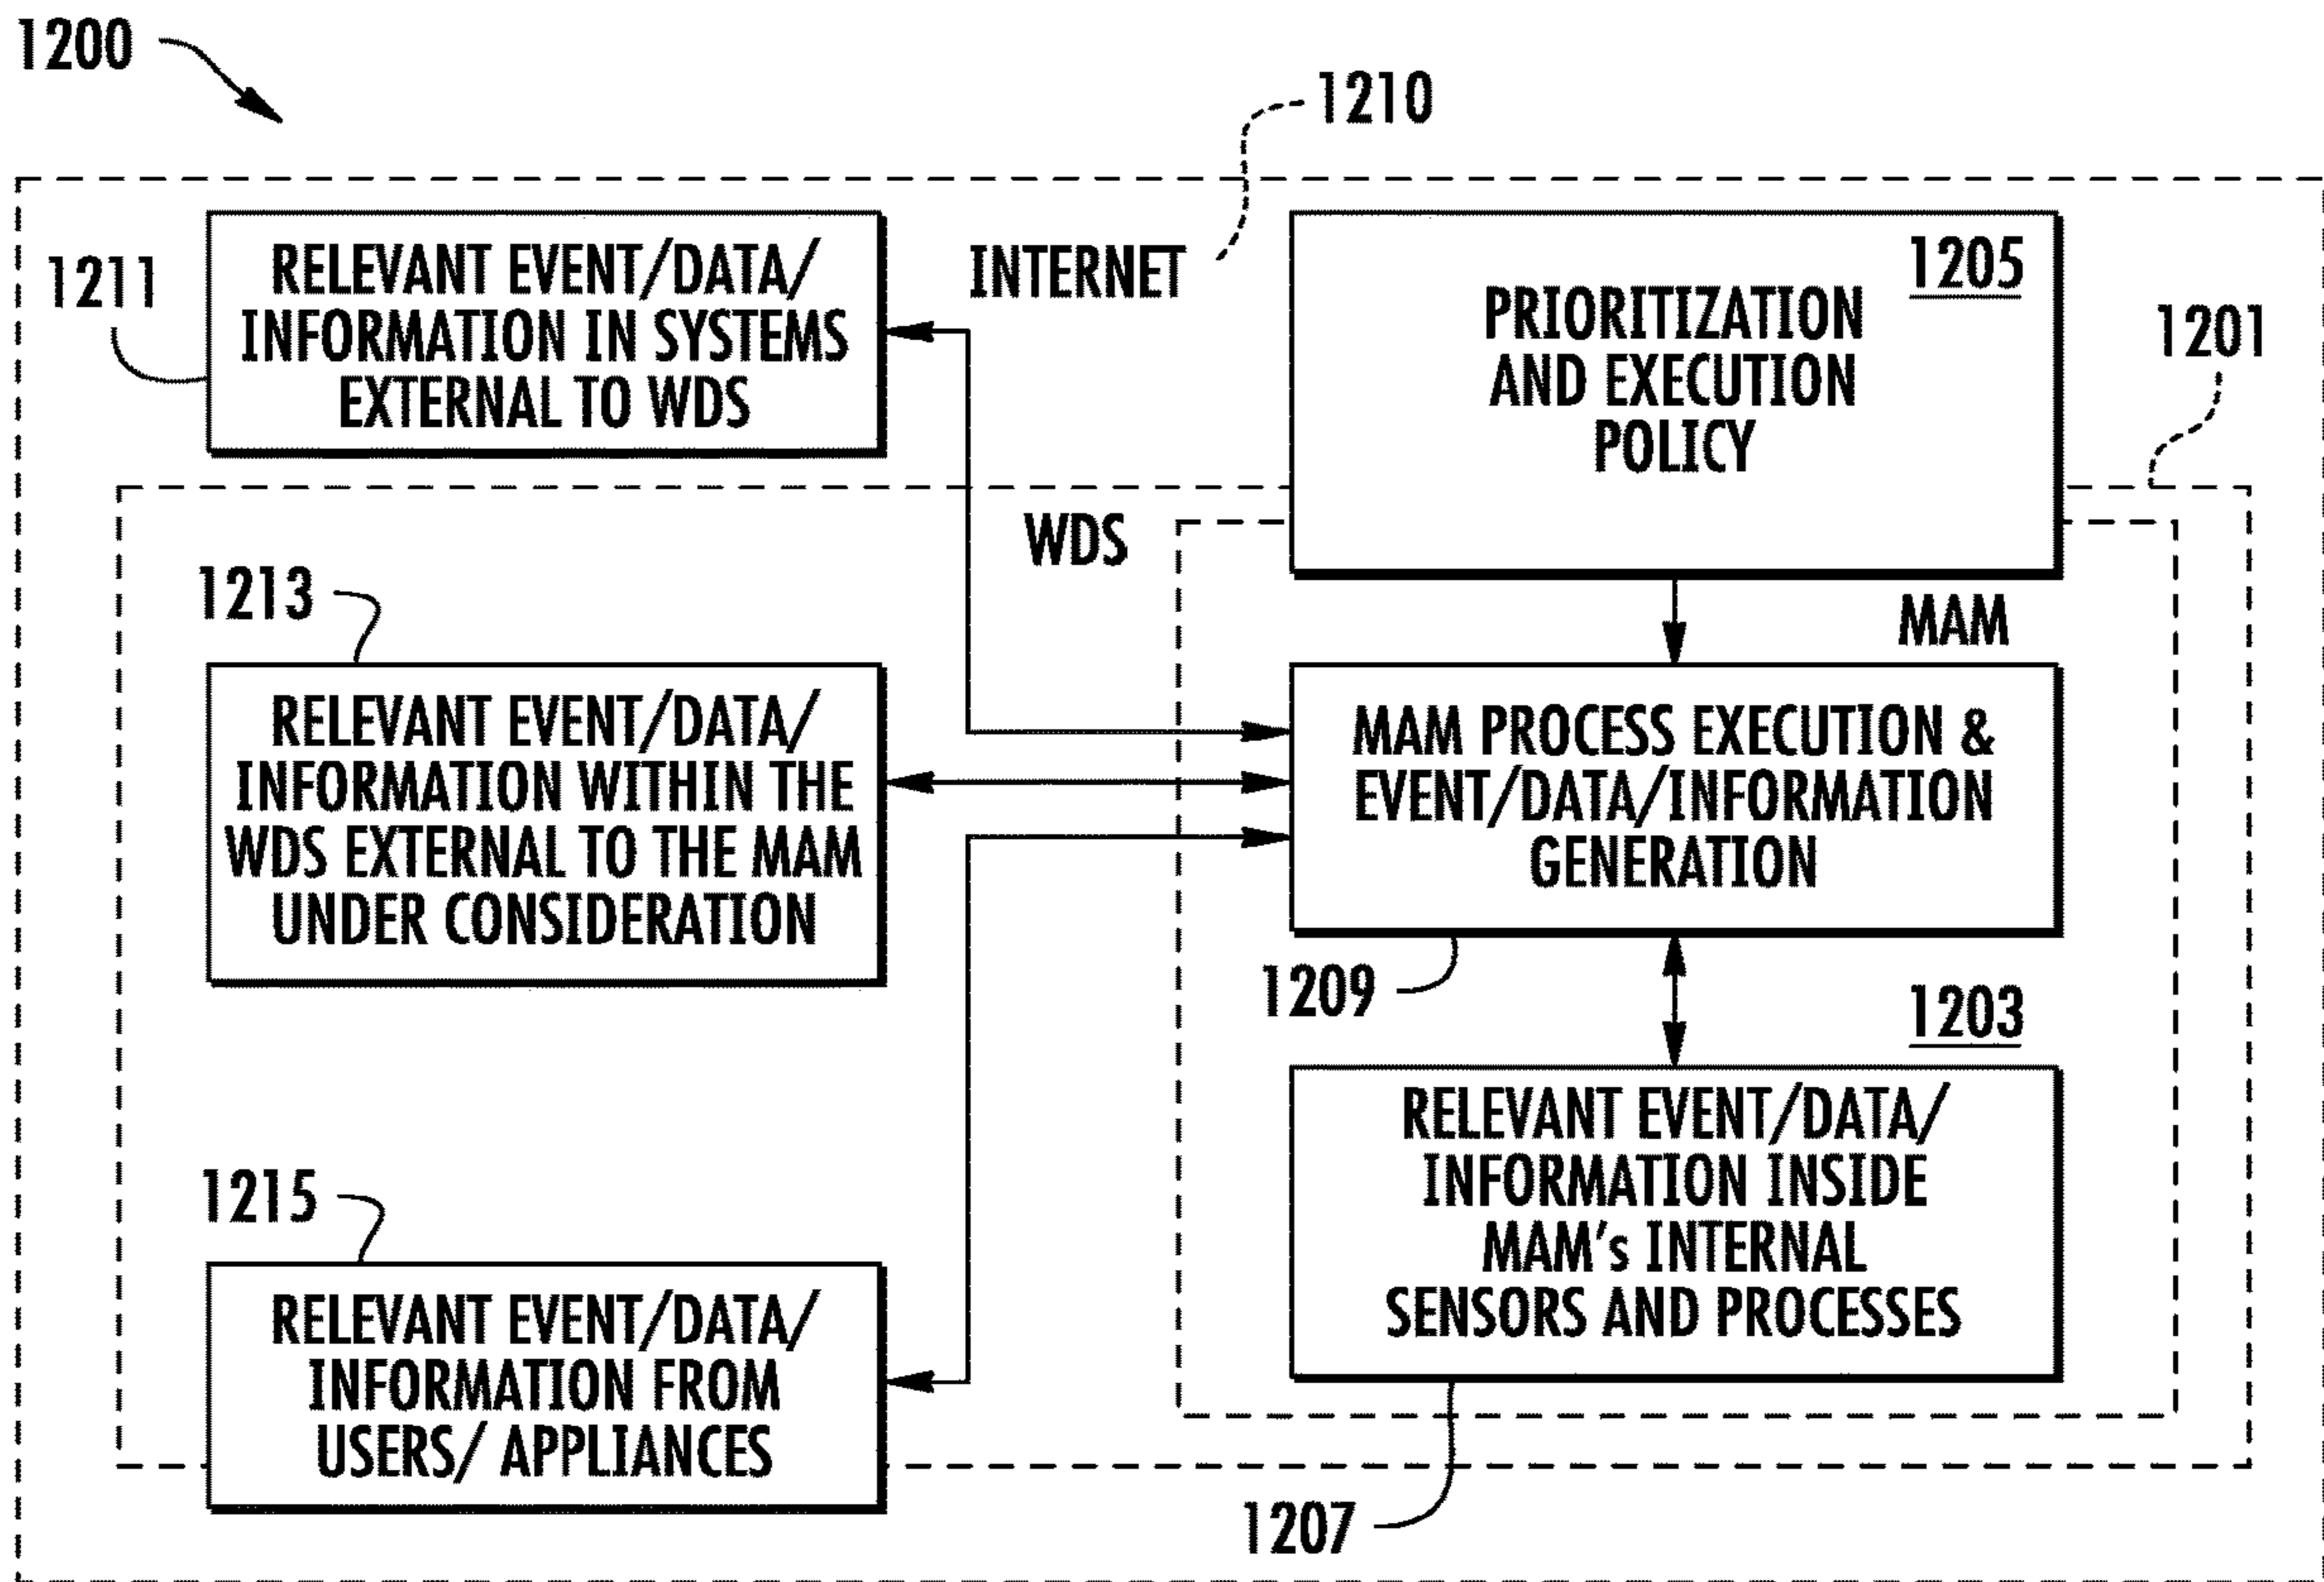 1200
1210
1211
RELEVANT EVENT/DATA/
INFORMATION IN SYSTEMS
EXTERNAL TO WDS
INTERNET
1205
PRIORITIZATION
AND EXECUTION
POLICY
1201
WDS
MAM
1213
RELEVANT EVENT/DATA/
INFORMATION WITHIN THE
WDS EXTERNAL TO THE MAM
UNDER CONSIDERATION
MAM PROCESS EXECUTION &
EVENT/DATA/INFORMATION
GENERATION
1209
1203
1215
RELEVANT EVENT/DATA/
INFORMATION FROM
USERS/ APPLIANCES
RELEVANT EVENT/DATA/
INFORMATION INSIDE
MAM's INTERNAL
SENSORS AND PROCESSES
1207